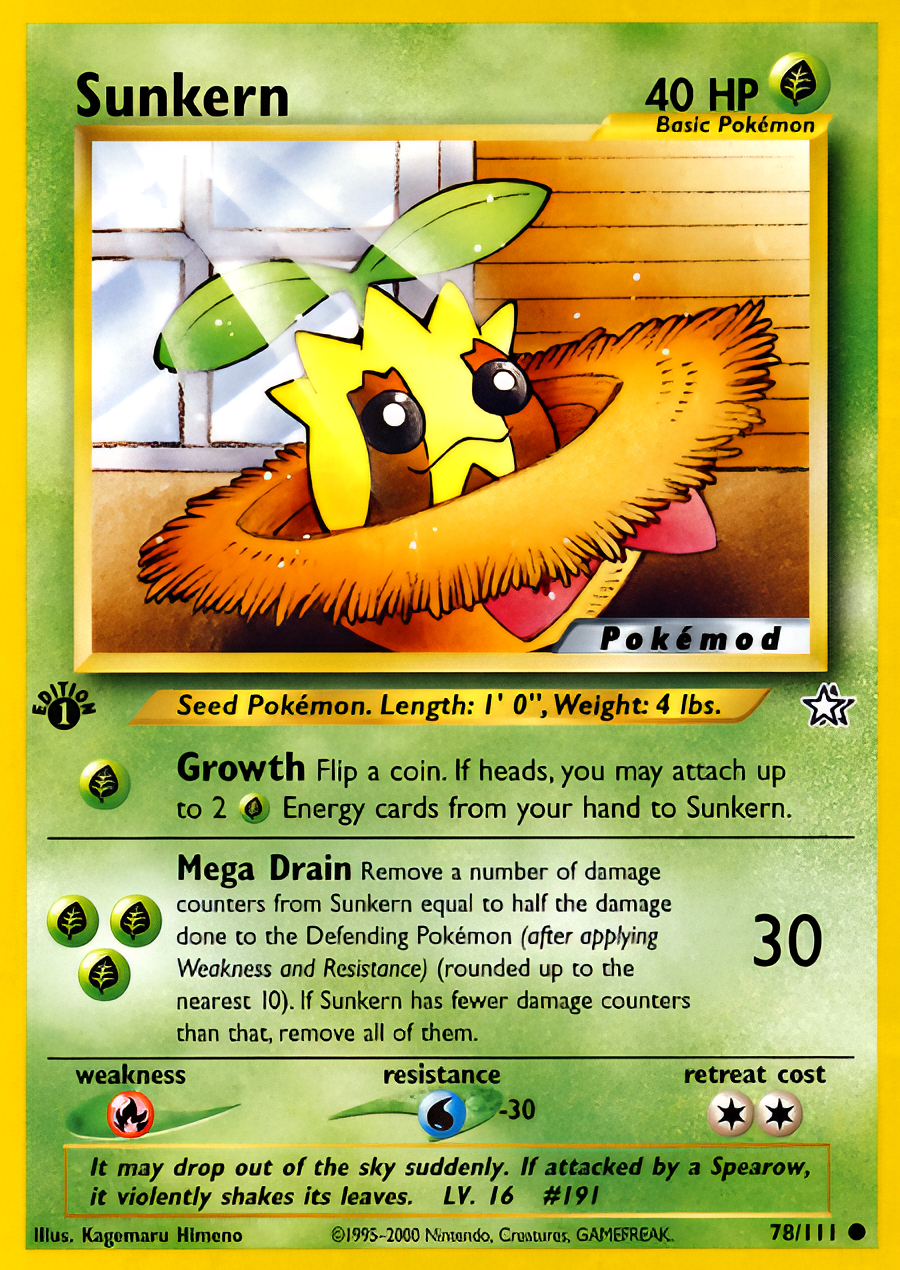 Sunkern
40 HP
Basic Pokémon
Pokémod
EDITION
1
Seed Pokémon. Length: 1' 0", Weight: 4 lbs.
Growth Flip a coin. If heads, you may attach up
to 2 Energy cards from your hand to Sunkern.
Mega Drain Remove a number of damage
counters from Sunkern equal to half the damage
done to the Defending Pokémon (after applying
Weakness and Resistance) (rounded up to the
nearest 10). If Sunkern has fewer damage counters
than that, remove all of them.
30
weakness
resistance
retreat cost
-30
It may drop out of the sky suddenly. If attacked by a Spearow,
it violently shakes its leaves. LV. 16 #191
Illus. Kagemaru Himeno
©1995-2000 Nintendo, Creatures, GAMEFREAK.
78/111